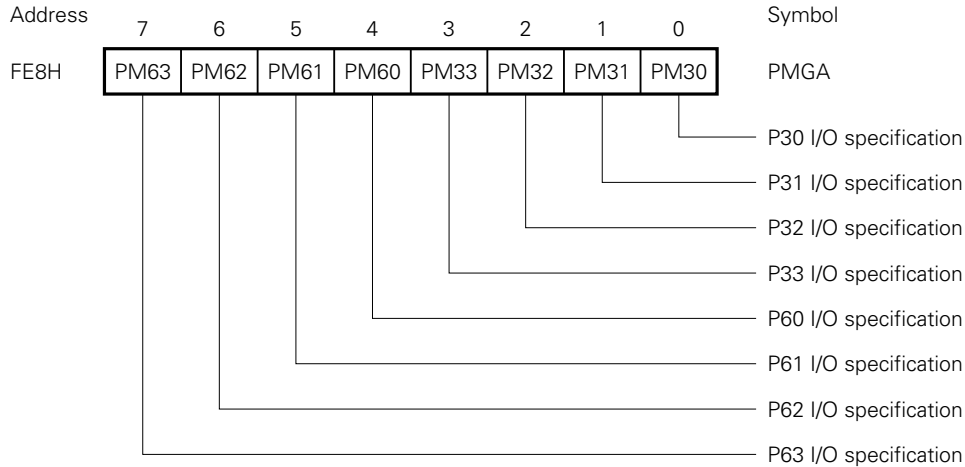 Address 7 6 5 4 3 2 1 0 Symbol
FE8H PM63 PM62 PM61 PM60 PM33 PM32 PM31 PM30 PMGA
P30 I/O specification
P31 I/O specification
P32 I/O specification
P33 I/O specification
P60 I/O specification
P61 I/O specification
P62 I/O specification
P63 I/O specification